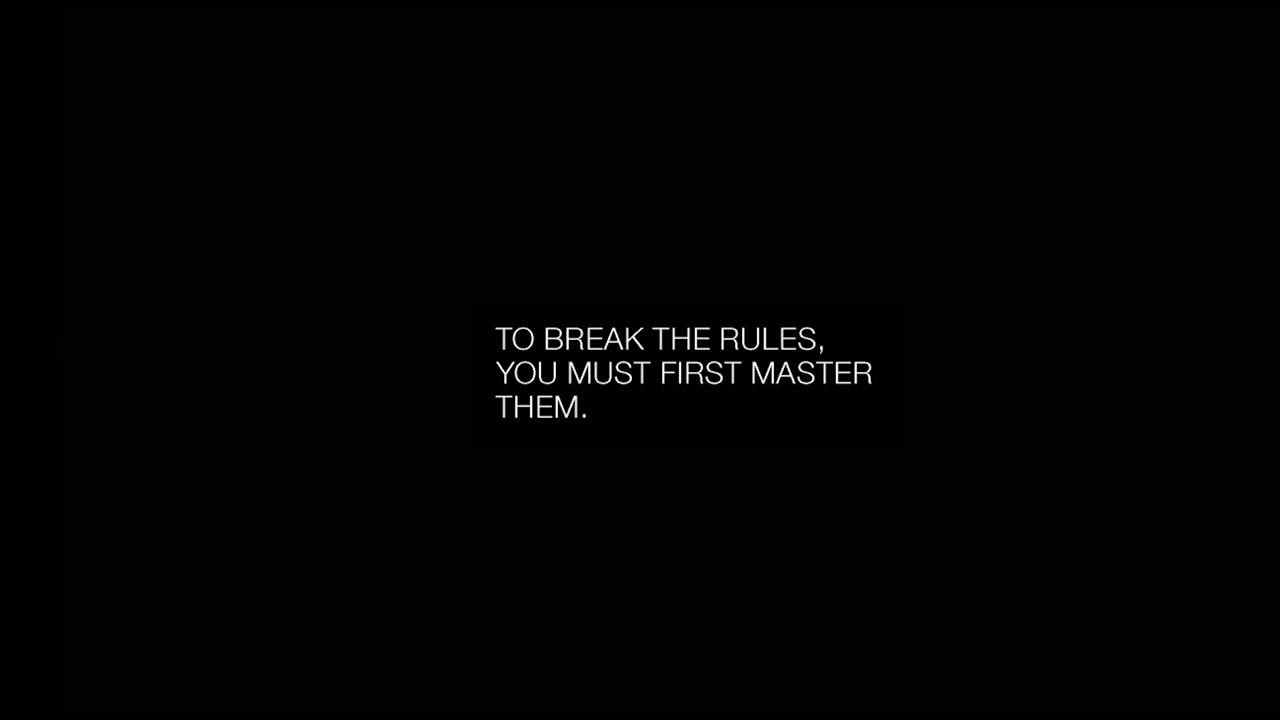 TO BREAK THE RULES,
YOU MUST FIRST MASTER
THEM.